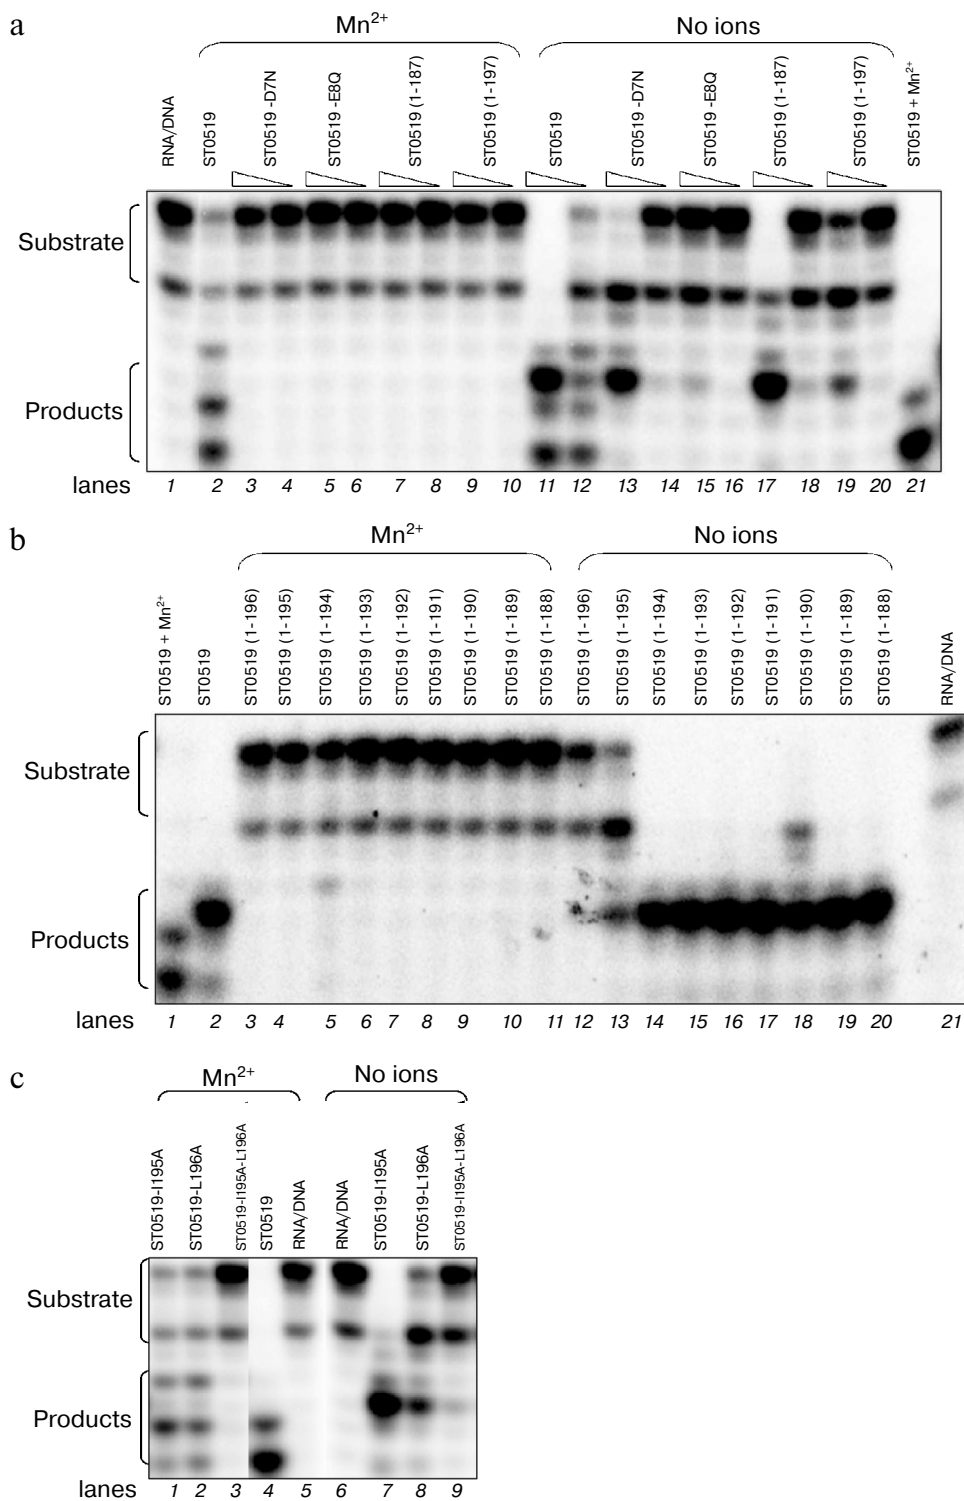 a
Mn2+
No ions
RNA/DNA
ST0519
ST0519 -D7N
ST0519 -E8Q
ST0519 (1-187)
ST0519 (1-197)
ST0519
ST0519 -D7N
ST0519 -E8Q
ST0519 (1-187)
ST0519 (1-197)
ST0519 + Mn2+
Substrate
Products
lanes 1 2 3 4 5 6 7 8 9 10 11 12 13 14 15 16 17 18 19 20 21
b
Mn2+
No ions
ST0519 + Mn2+
ST0519
ST0519 (1-196)
ST0519 (1-195)
ST0519 (1-194)
ST0519 (1-193)
ST0519 (1-192)
ST0519 (1-191)
ST0519 (1-190)
ST0519 (1-189)
ST0519 (1-188)
ST0519 (1-196)
ST0519 (1-195)
ST0519 (1-194)
ST0519 (1-193)
ST0519 (1-192)
ST0519 (1-191)
ST0519 (1-190)
ST0519 (1-189)
ST0519 (1-188)
RNA/DNA
Substrate
Products
lanes 1 2 3 4 5 6 7 8 9 10 11 12 13 14 15 16 17 18 19 20 21
c
Mn2+
No ions
ST0519-I195A
ST0519-L196A
ST0519-I195A-L196A
ST0519
RNA/DNA
RNA/DNA
ST0519-I195A
ST0519-L196A
ST0519-I195A-L196A
Substrate
Products
lanes 1 2 3 4 5 6 7 8 9